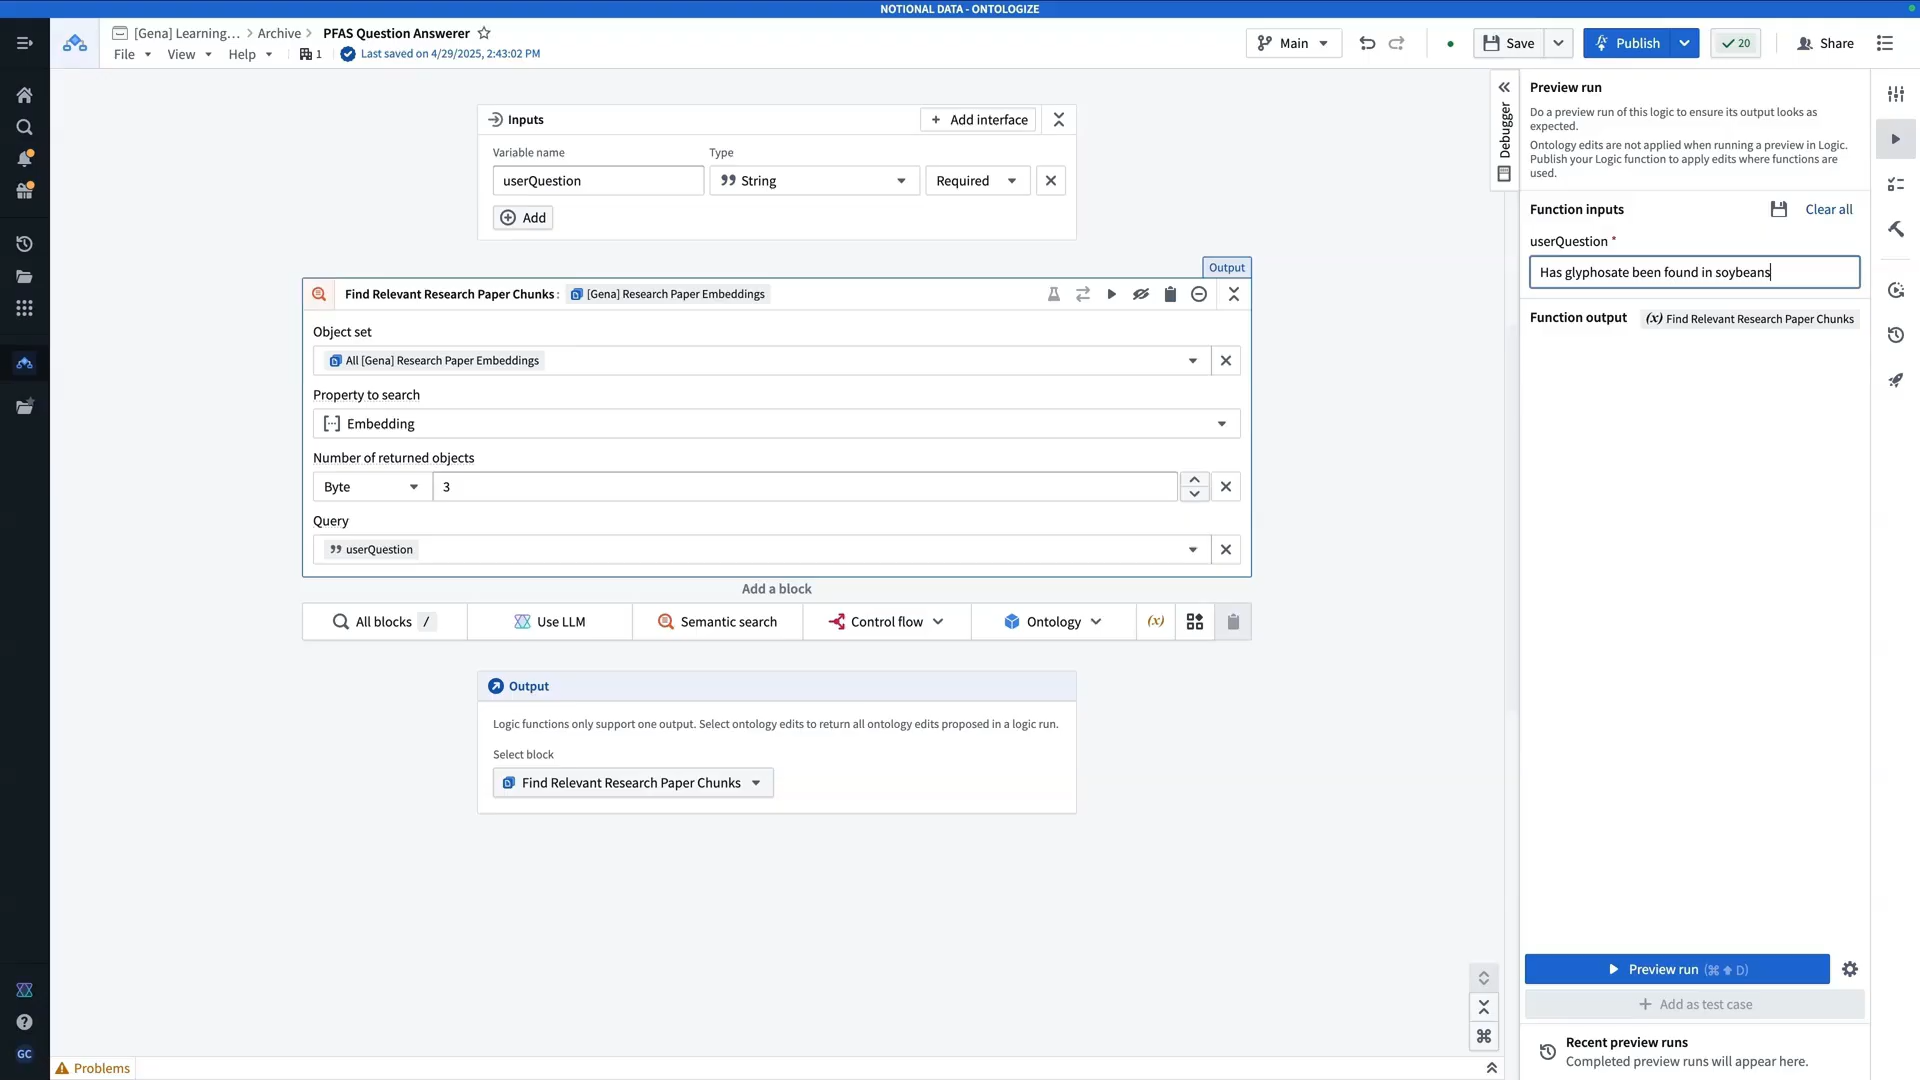 NOTIONAL DATA - ONTOLOGIZE
[Gena] Learning... > Archive > PFAS Question Answerer
File View Help 1 Last saved on 4/29/2025, 2:43:02 PM
Main
Save
Publish
20
Share
Inputs
Add interface
Variable name Type
userQuestion String Required
Add
Output
Find Relevant Research Paper Chunks: [Gena] Research Paper Embeddings
Object set
All [Gena] Research Paper Embeddings
Property to search
Embedding
Number of returned objects
Byte 3
Query
userQuestion
Add a block
All blocks / Use LLM Semantic search Control flow Ontology (x)
Output
Logic functions only support one output. Select ontology edits to return all ontology edits proposed in a logic run.
Select block
Find Relevant Research Paper Chunks
Debugger
Preview run
Do a preview run of this logic to ensure its output looks as
expected.
Ontology edits are not applied when running a preview in Logic.
Publish your Logic function to apply edits where functions are
used.
Function inputs Clear all
userQuestion *
Has glyphosate been found in soybeans
Function output (x) Find Relevant Research Paper Chunks
Preview run (⌘ ⇧ D)
Add as test case
Recent preview runs
Completed preview runs will appear here.
GC
Problems